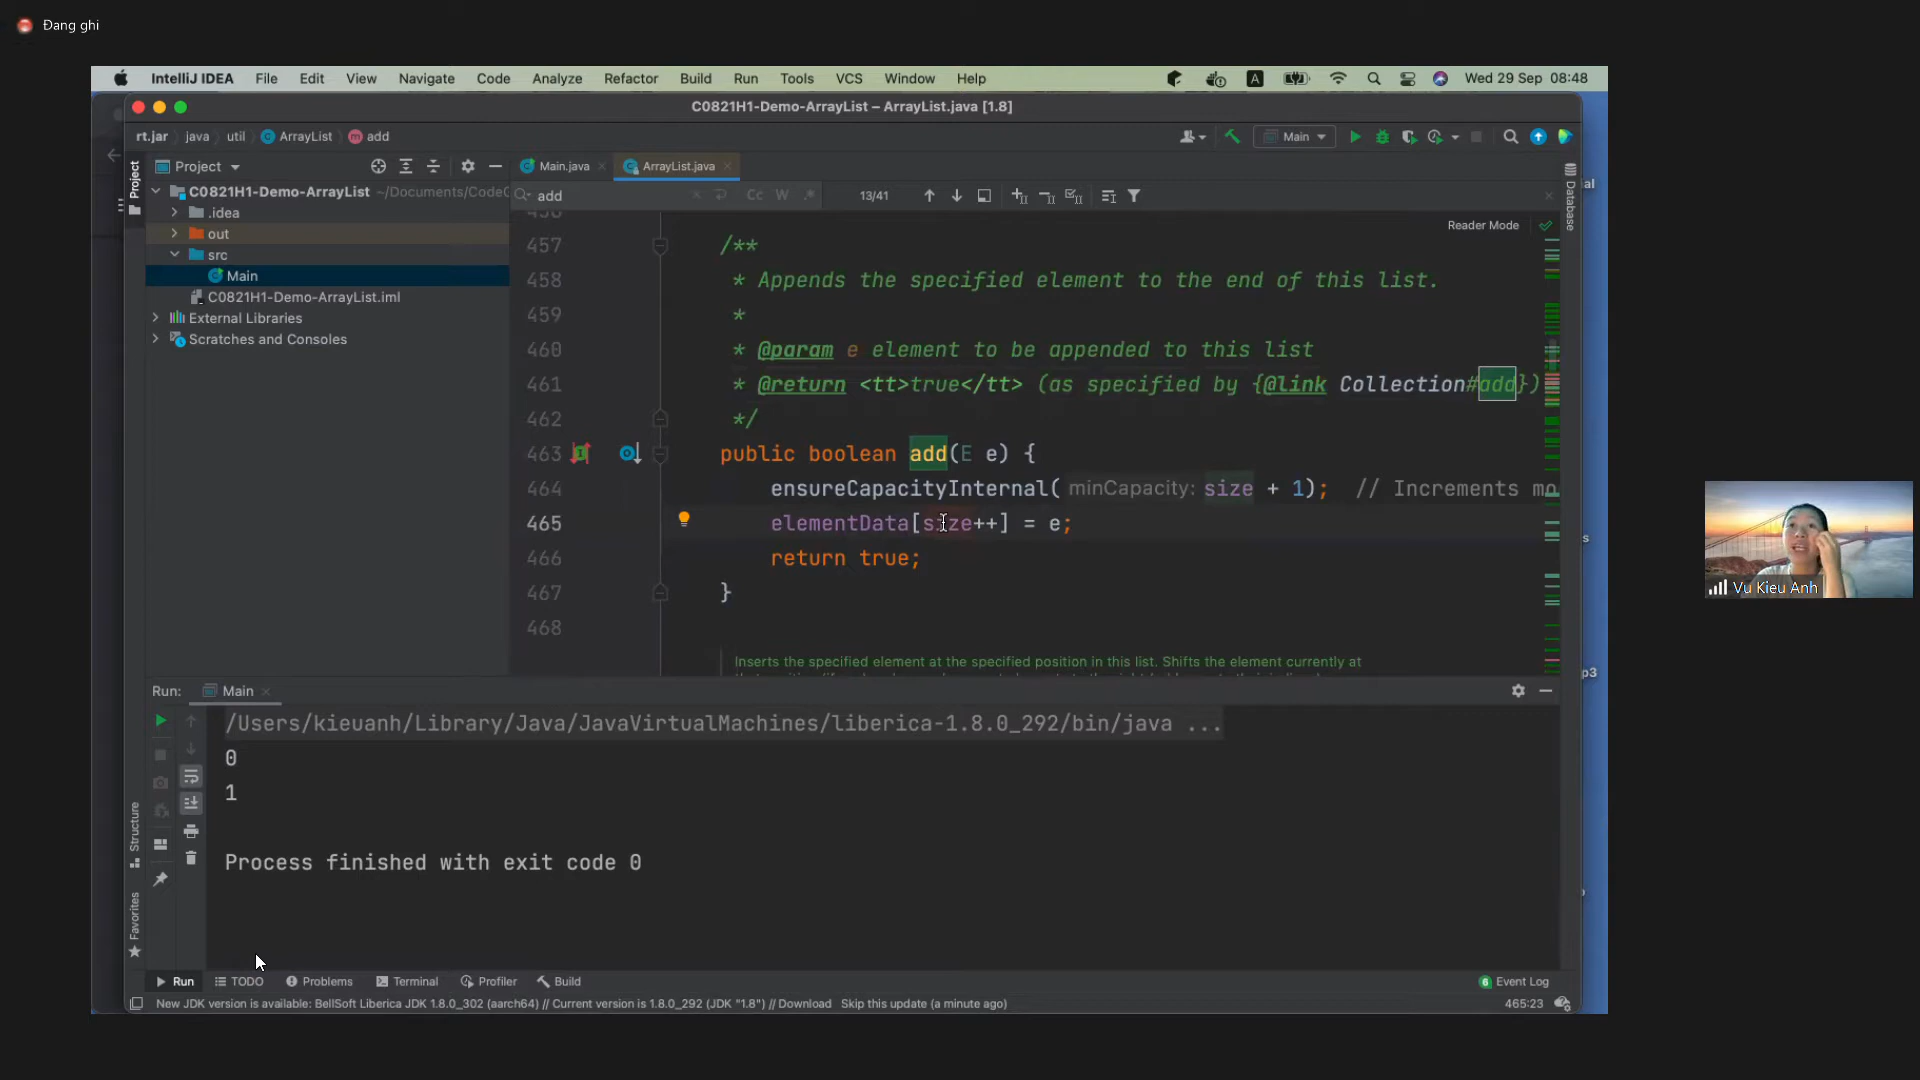 Đang ghi
IntelliJ IDEA File Edit View Navigate Code Analyze Refactor Build Run Tools VCS Window Help A Wed 29 Sep 08:48
C0821H1-Demo-ArrayList – ArrayList.java [1.8]
rt.jar java util ArrayList add Main
Project Main.java ArrayList.java
C0821H1-Demo-ArrayList ~/Documents/CodeG
.idea
out
src
Main
C0821H1-Demo-ArrayList.iml
External Libraries
Scratches and Consoles
add Cc W .* 13/41
Reader Mode
457 /**
458 * Appends the specified element to the end of this list.
459 *
460 * @param e element to be appended to this list
461 * @return <tt>true</tt> (as specified by {@link Collection#add})
462 */
463 public boolean add(E e) {
464 ensureCapacityInternal( minCapacity: size + 1); // Increments mo
465 elementData[size++] = e;
466 return true;
467 }
468
Inserts the specified element at the specified position in this list. Shifts the element currently at
Project
Structure
Favorites
Database
ial
s
p3
Vu Kieu Anh
Run: Main
/Users/kieuanh/Library/Java/JavaVirtualMachines/liberica-1.8.0_292/bin/java ...
0
1
Process finished with exit code 0
Run TODO Problems Terminal Profiler Build 6 Event Log
New JDK version is available: BellSoft Liberica JDK 1.8.0_302 (aarch64) // Current version is 1.8.0_292 (JDK "1.8") // Download Skip this update (a minute ago) 465:23